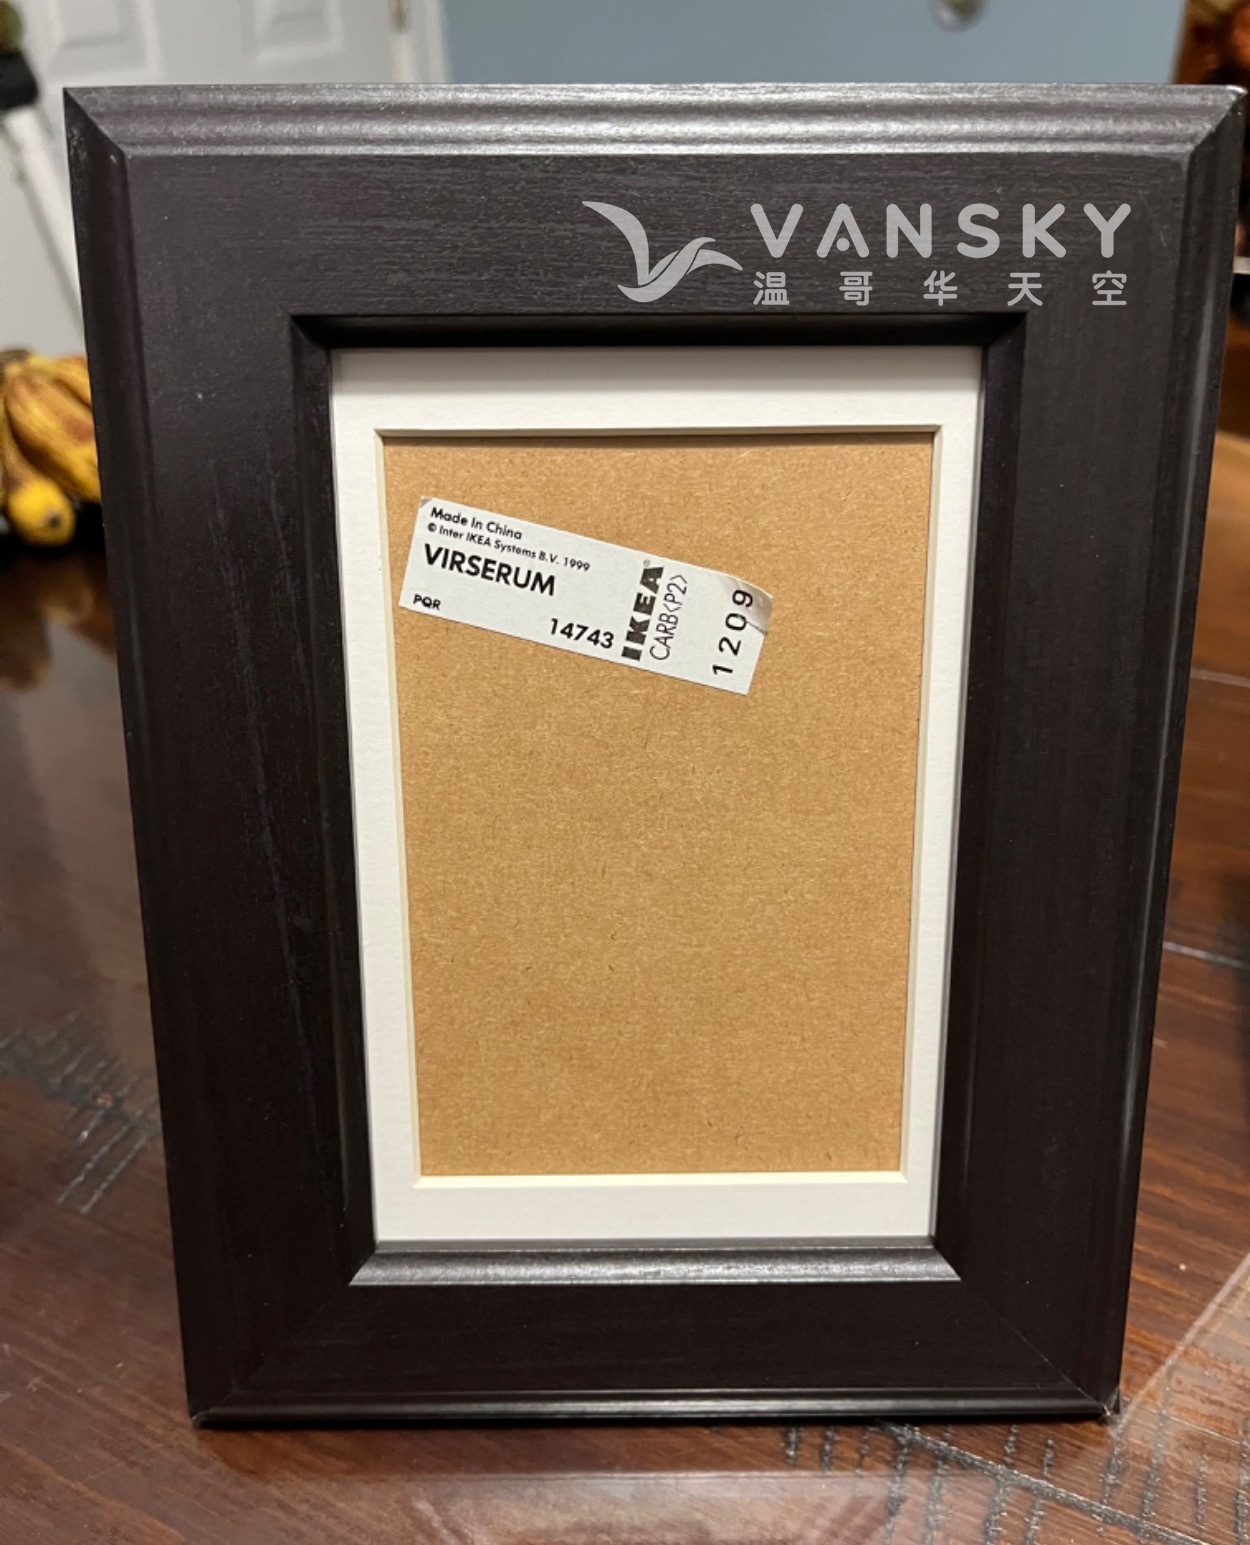 VANSKY
温哥华天空
Made in China
© Inter IKEA Systems B.V. 1999
VIRSERUM
PQR
14743
IKEA®
CARB<P2>
1209